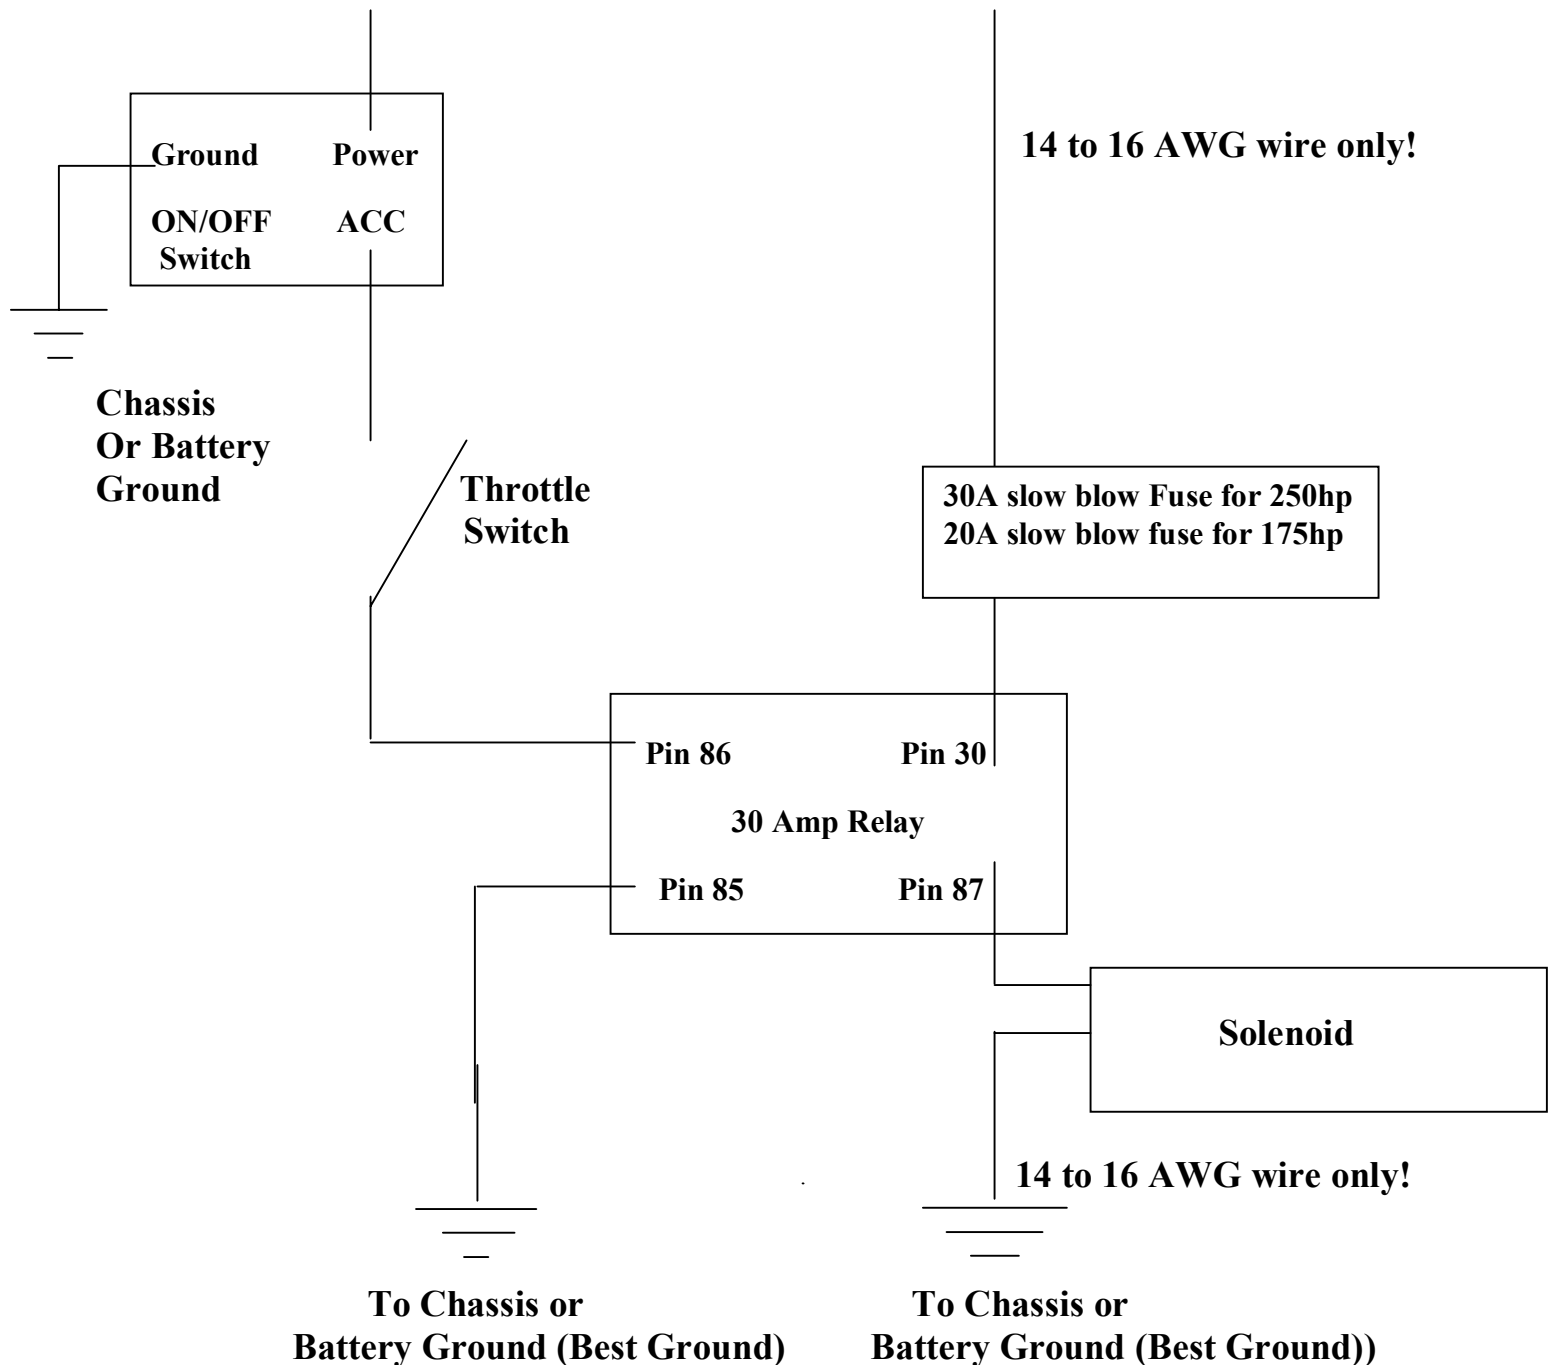 14 to 16 AWG wire only!
Ground Power
ON/OFF ACC
Switch
Chassis
Or Battery
Ground
Throttle
Switch
30A slow blow Fuse for 250hp
20A slow blow fuse for 175hp
Pin 86 Pin 30
30 Amp Relay
Pin 85 Pin 87
Solenoid
14 to 16 AWG wire only!
To Chassis or
Battery Ground (Best Ground)
To Chassis or
Battery Ground (Best Ground))